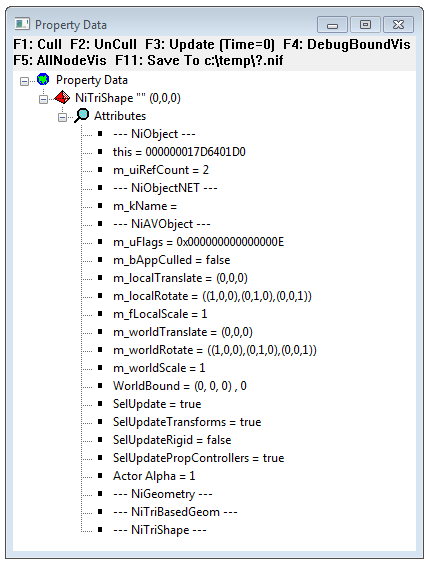 Property Data
F1: Cull F2: UnCull F3: Update (Time=0) F4: DebugBoundVis
F5: AllNodeVis F11: Save To c:\temp\?.nif
Property Data
NiTriShape "" (0,0,0)
Attributes
--- NiObject ---
this = 000000017D6401D0
m_uiRefCount = 2
--- NiObjectNET ---
m_kName =
--- NiAVObject ---
m_uFlags = 0x000000000000000E
m_bAppCulled = false
m_localTranslate = (0,0,0)
m_localRotate = ((1,0,0),(0,1,0),(0,0,1))
m_fLocalScale = 1
m_worldTranslate = (0,0,0)
m_worldRotate = ((1,0,0),(0,1,0),(0,0,1))
m_worldScale = 1
WorldBound = (0, 0, 0) , 0
SelUpdate = true
SelUpdateTransforms = true
SelUpdateRigid = false
SelUpdatePropControllers = true
Actor Alpha = 1
--- NiGeometry ---
--- NiTriBasedGeom ---
--- NiTriShape ---